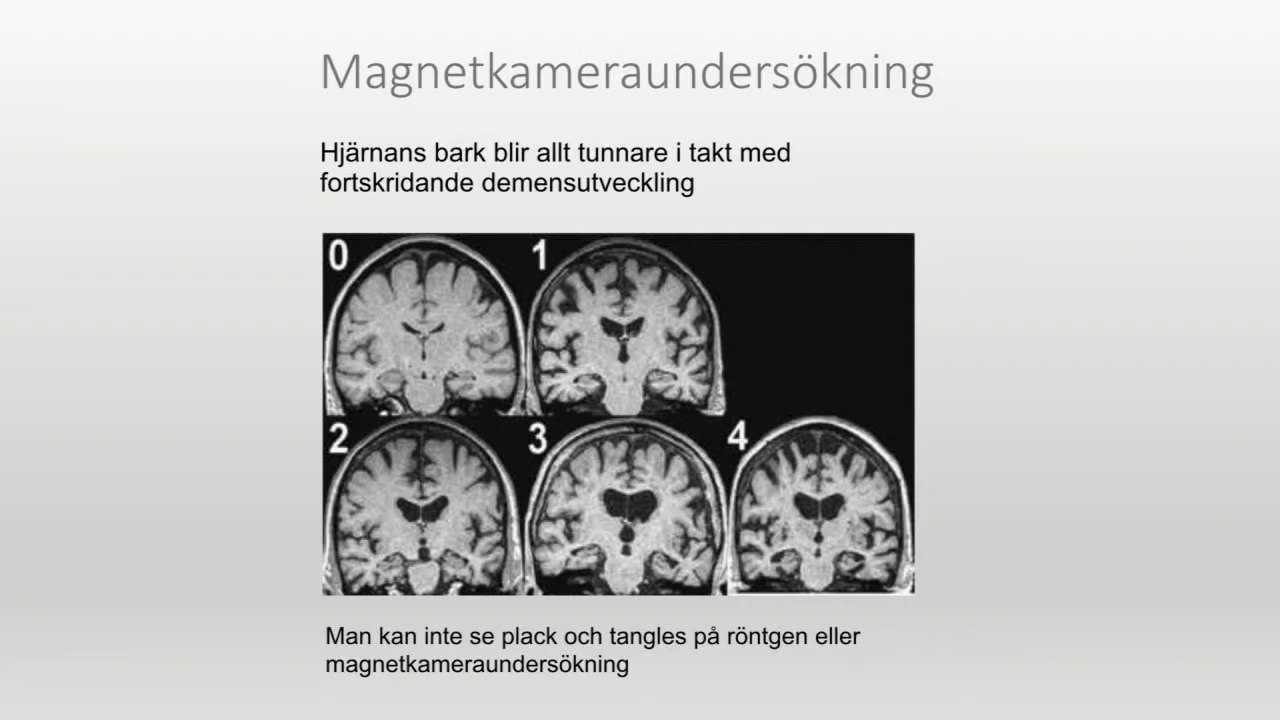 Magnetkameraundersökning
Hjärnans bark blir allt tunnare i takt med
fortskridande demensutveckling
0
1
2
3
4
Man kan inte se plack och tangles på röntgen eller
magnetkameraundersökning